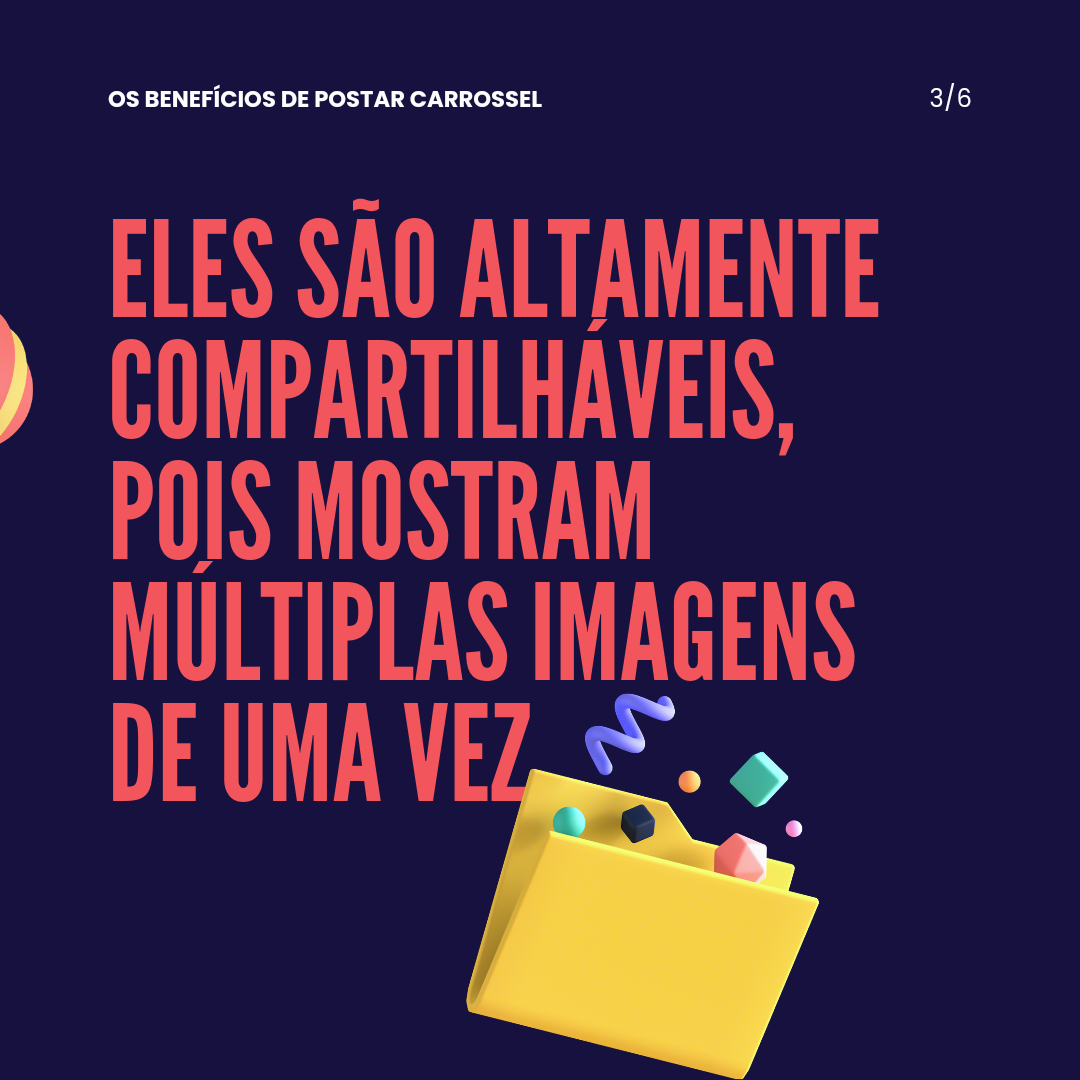 OS BENEFÍCIOS DE POSTAR CARROSSEL
3/6
ELES SÃO ALTAMENTE
COMPARTILHÁVEIS,
POIS MOSTRAM
MÚLTIPLAS IMAGENS
DE UMA VEZ